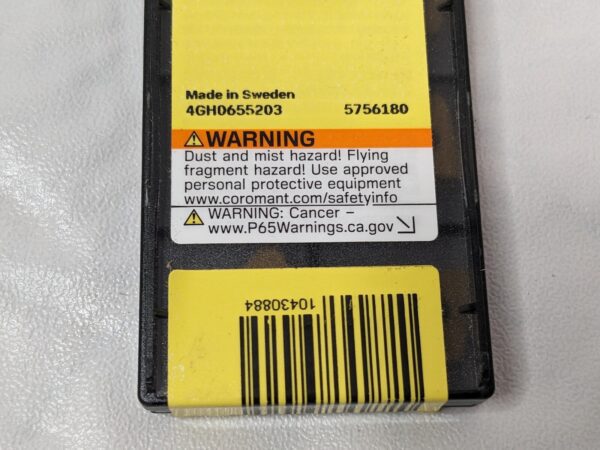 Made in Sweden
4GH0655203 5756180
⚠WARNING
Dust and mist hazard! Flying
fragment hazard! Use approved
personal protective equipment
www.coromant.com/safetyinfo
⚠ WARNING: Cancer –
www.P65Warnings.ca.gov
10430884